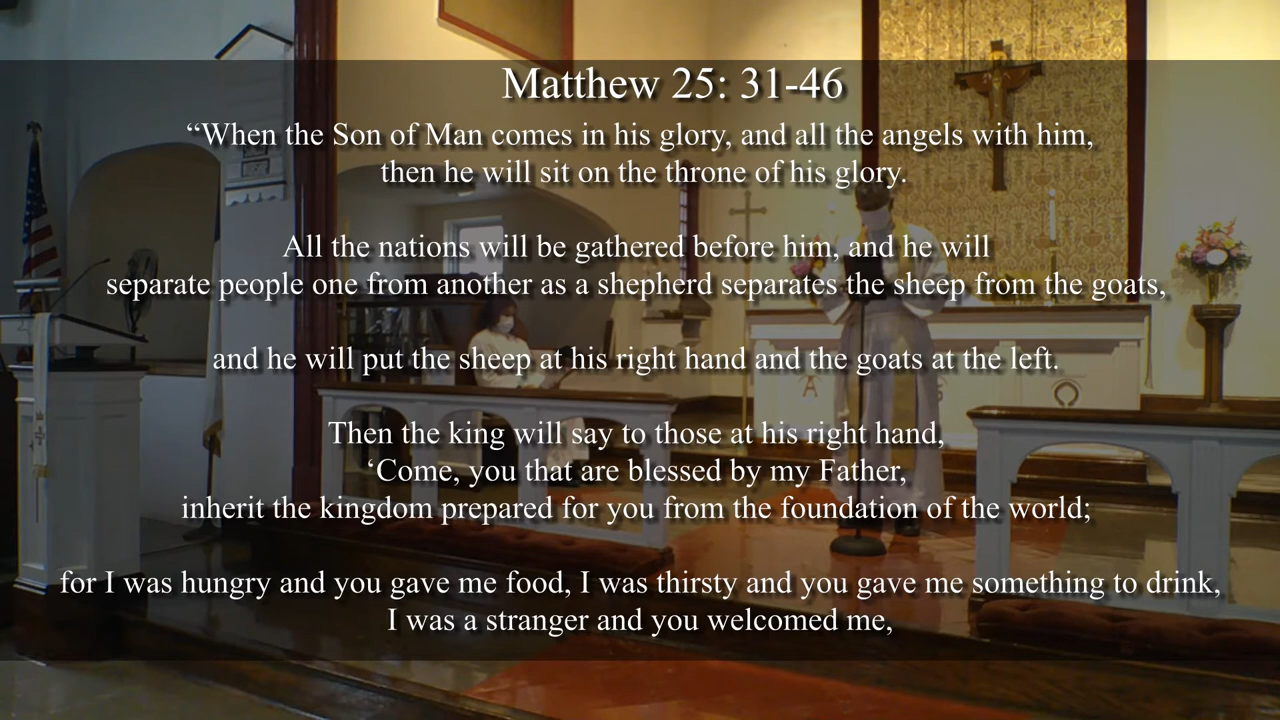 Matthew 25: 31-46
“When the Son of Man comes in his glory, and all the angels with him,
then he will sit on the throne of his glory.
All the nations will be gathered before him, and he will
separate people one from another as a shepherd separates the sheep from the goats,
and he will put the sheep at his right hand and the goats at the left.
Then the king will say to those at his right hand,
‘Come, you that are blessed by my Father,
inherit the kingdom prepared for you from the foundation of the world;
for I was hungry and you gave me food, I was thirsty and you gave me something to drink,
I was a stranger and you welcomed me,